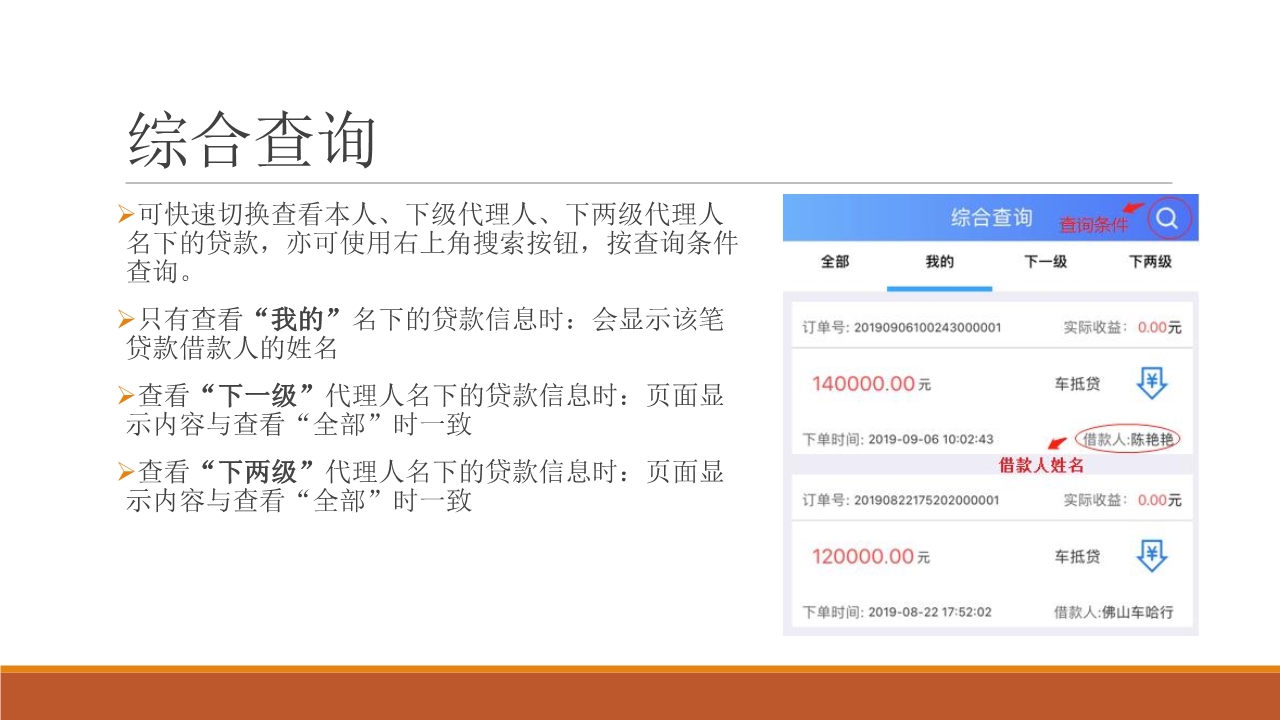 综合查询
➢可快速切换查看本人、下级代理人、下两级代理人
名下的贷款，亦可使用右上角搜索按钮，按查询条件
查询。
➢只有查看“我的”名下的贷款信息时：会显示该笔
贷款借款人的姓名
➢查看“下一级”代理人名下的贷款信息时：页面显
示内容与查看“全部”时一致
➢查看“下两级”代理人名下的贷款信息时：页面显
示内容与查看“全部”时一致
综合查询 查询条件
全部 我的 下一级 下两级
订单号: 20190906100243000001 实际收益: 0.00元
140000.00元 车抵贷
下单时间: 2019-09-06 10:02:43 借款人:陈艳艳
借款人姓名
订单号: 20190822175202000001 实际收益: 0.00元
120000.00元 车抵贷
下单时间: 2019-08-22 17:52:02 借款人:佛山车哈行